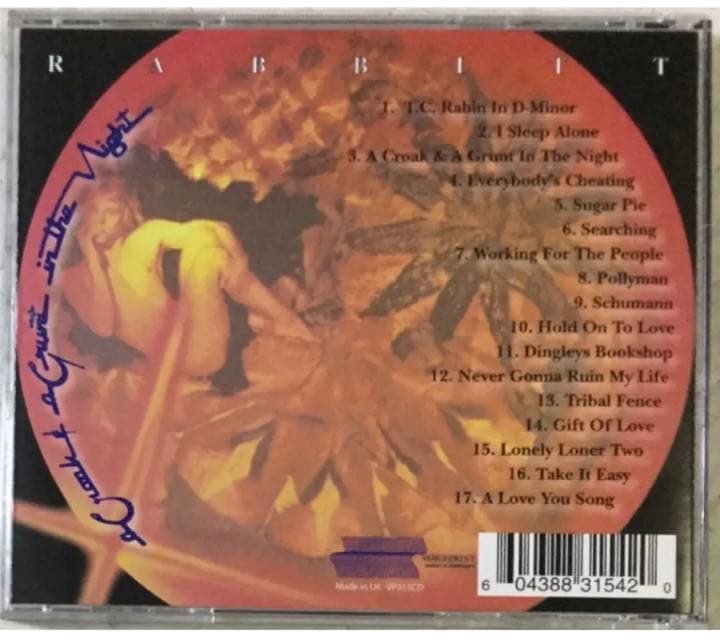 RABBITT
a Croak & a Grunt in the Night
1. T.C. Rabin In D-Minor
2. I Sleep Alone
3. A Croak & A Grunt In The Night
4. Everybody's Cheating
5. Sugar Pie
6. Searching
7. Working For The People
8. Pollyman
9. Schumann
10. Hold On To Love
11. Dingleys Bookshop
12. Never Gonna Ruin My Life
13. Tribal Fence
14. Gift Of Love
15. Lonely Loner Two
16. Take It Easy
17. A Love You Song
VOICEPRINT
Made in UK VP353CD
6 04388 31542 0